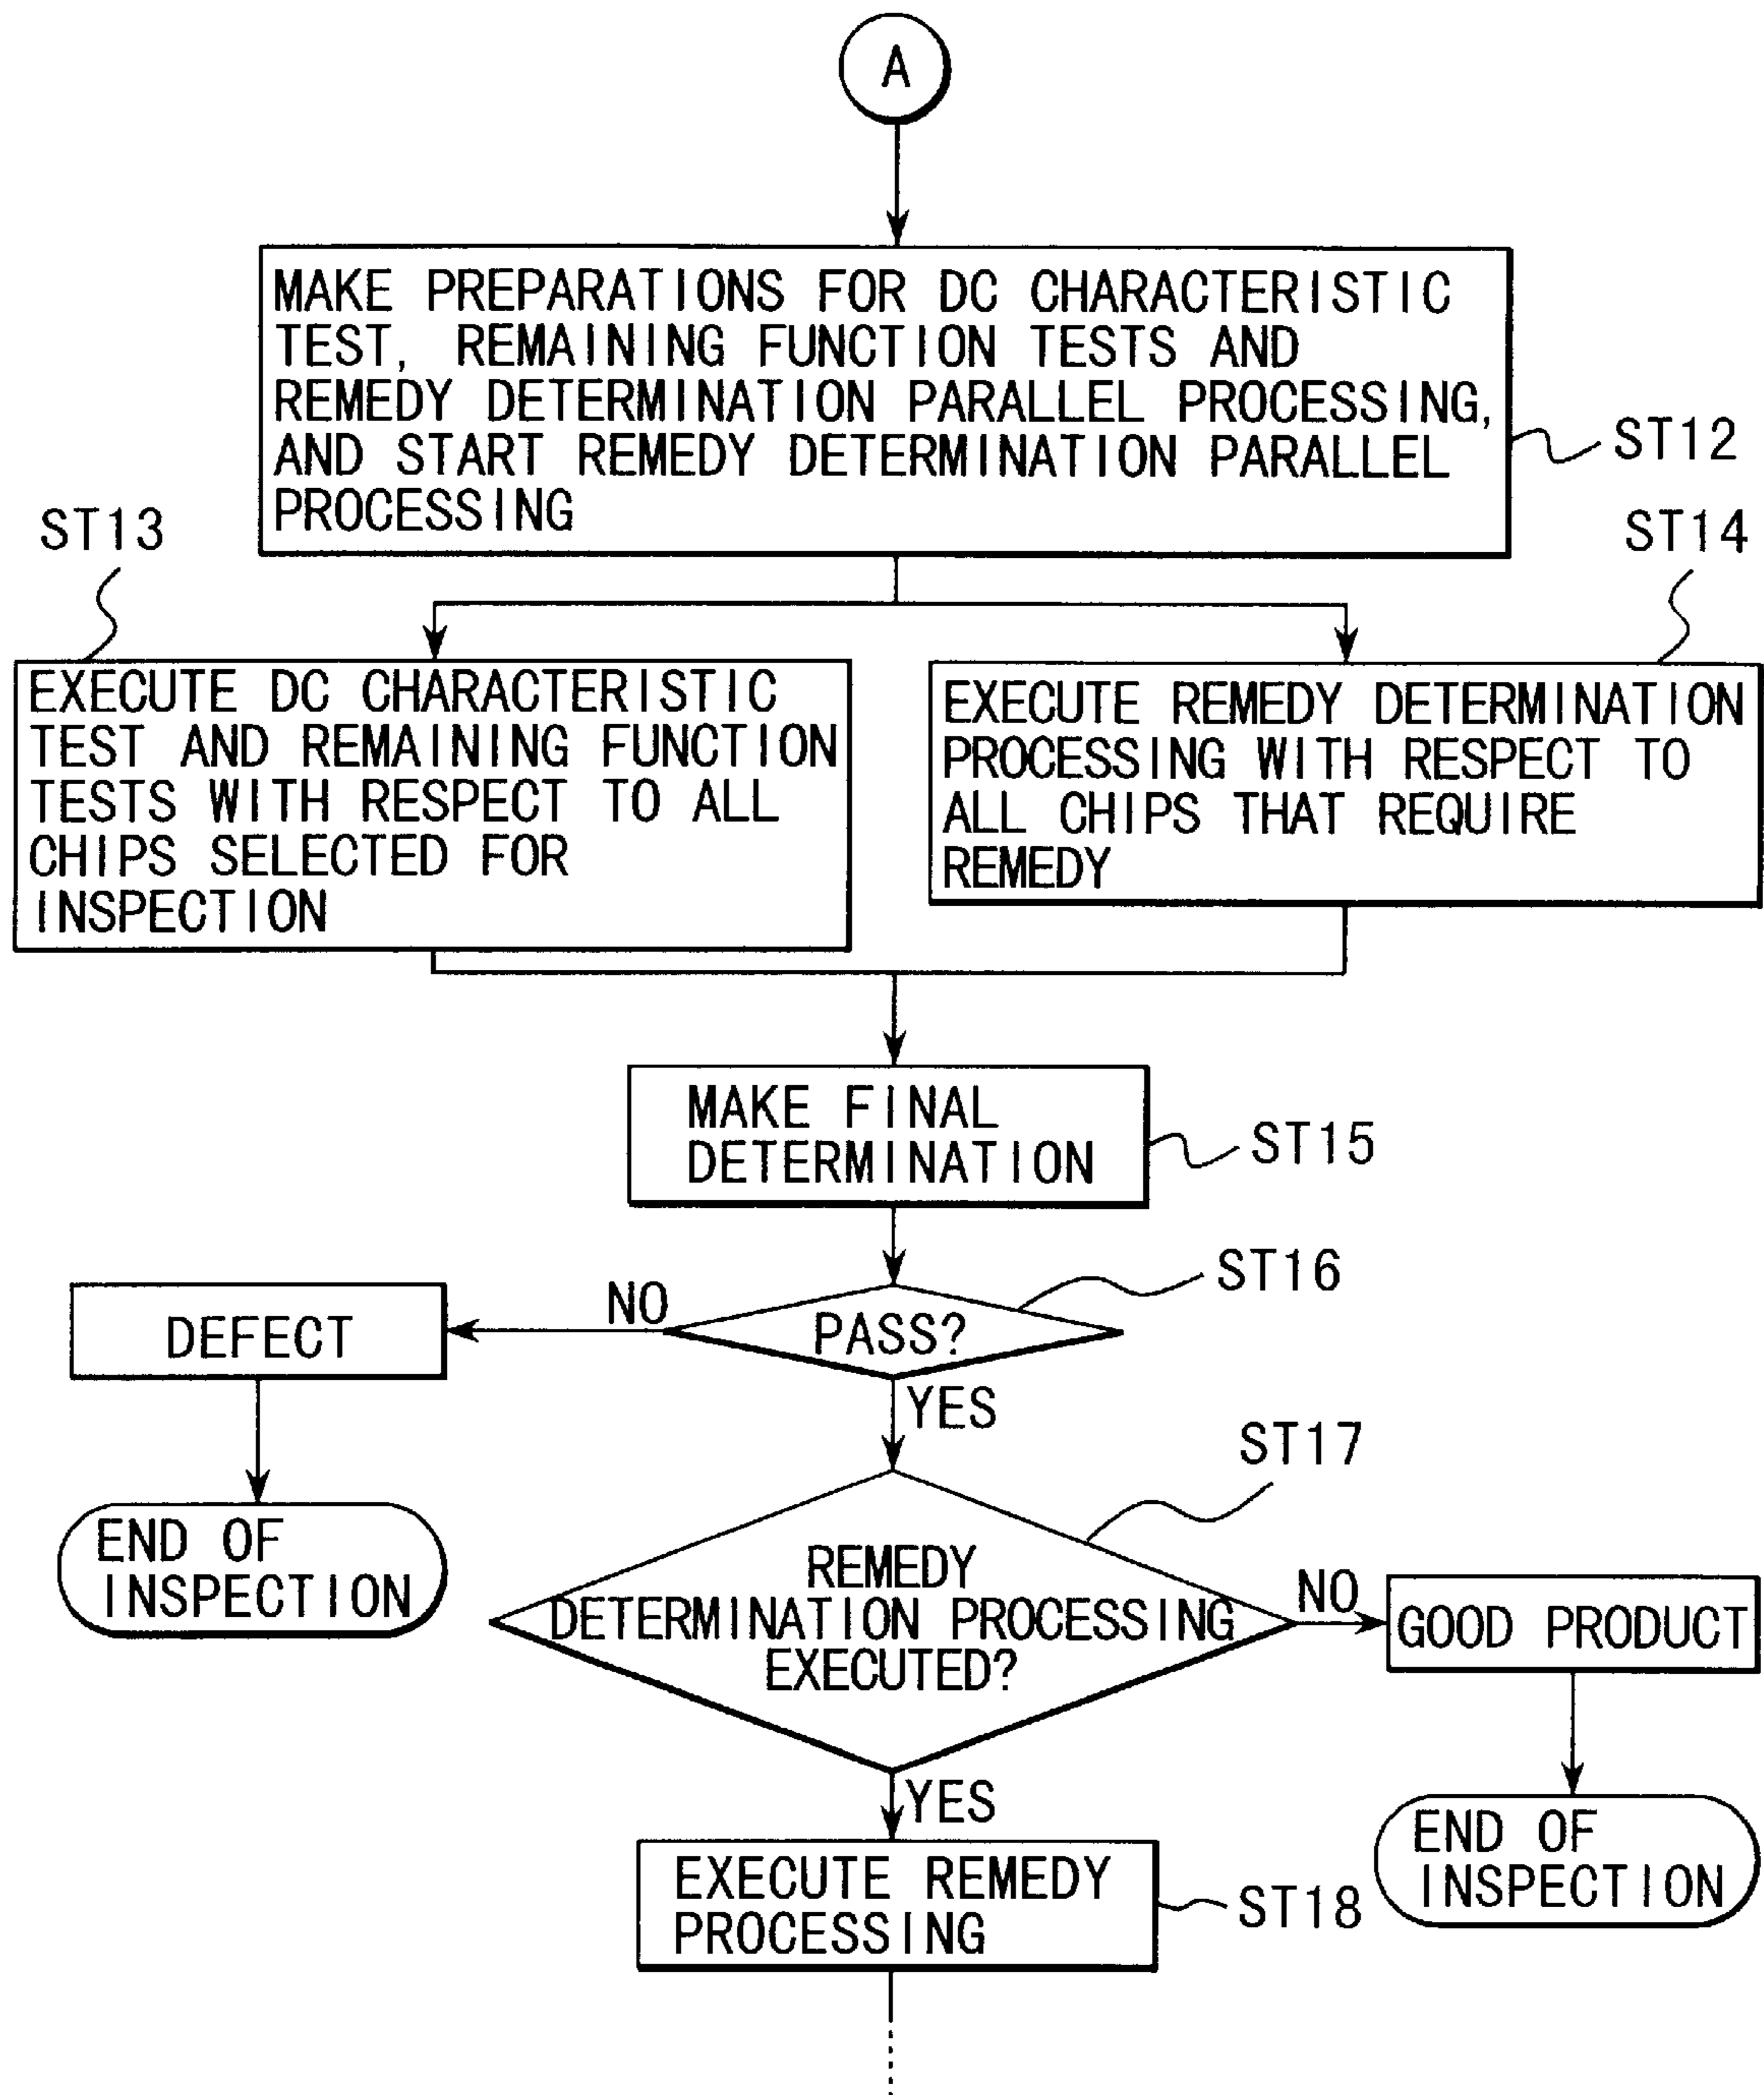 A
MAKE PREPARATIONS FOR DC CHARACTERISTIC
TEST, REMAINING FUNCTION TESTS AND
REMEDY DETERMINATION PARALLEL PROCESSING,
AND START REMEDY DETERMINATION PARALLEL
PROCESSING
ST12
ST13
ST14
EXECUTE DC CHARACTERISTIC
TEST AND REMAINING FUNCTION
TESTS WITH RESPECT TO ALL
CHIPS SELECTED FOR
INSPECTION
EXECUTE REMEDY DETERMINATION
PROCESSING WITH RESPECT TO
ALL CHIPS THAT REQUIRE
REMEDY
MAKE FINAL
DETERMINATION
ST15
ST16
PASS?
NO
DEFECT
END OF
INSPECTION
YES
ST17
REMEDY
DETERMINATION PROCESSING
EXECUTED?
NO
GOOD PRODUCT
END OF
INSPECTION
YES
EXECUTE REMEDY
PROCESSING
ST18